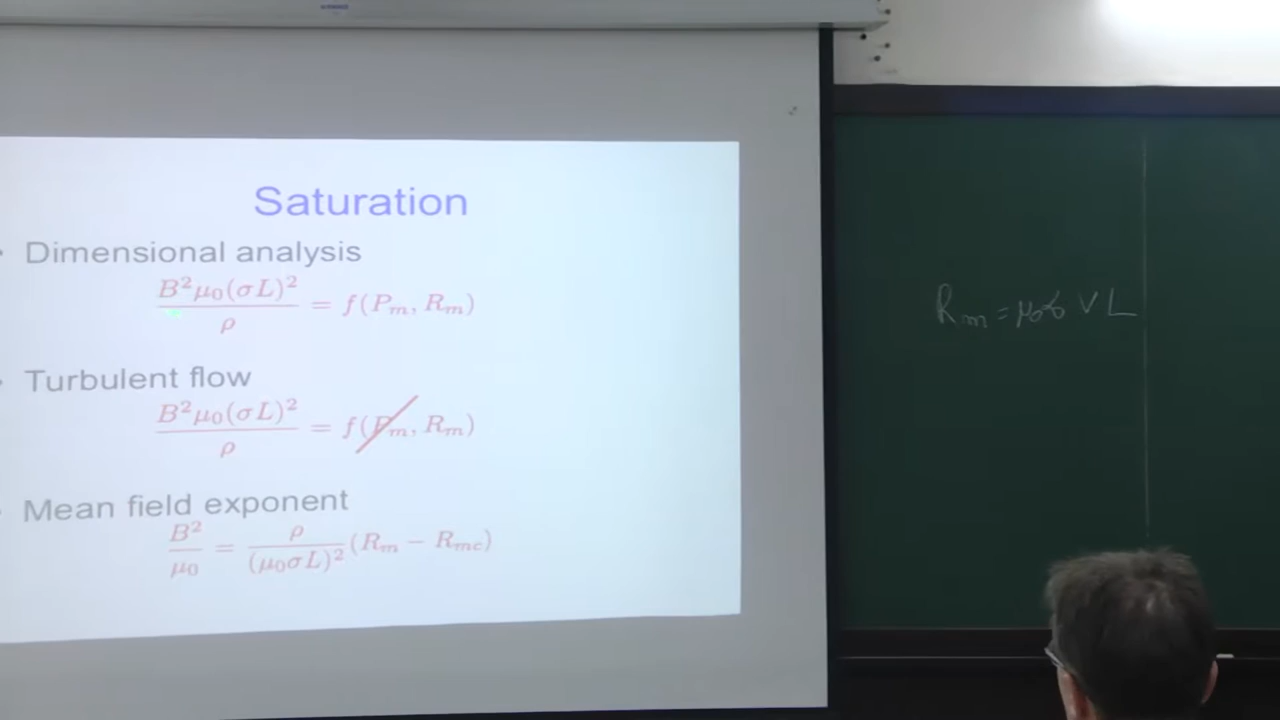 Saturation
Dimensional analysis
B²μ₀(σL)² / ρ = f(Pₘ, Rₘ)
Turbulent flow
B²μ₀(σL)² / ρ = f(Pₘ, Rₘ)
Mean field exponent
B² / μ₀ = ρ / (μ₀σL)² (Rₘ − Rₘc)
Rₘ = μ₀σ V L